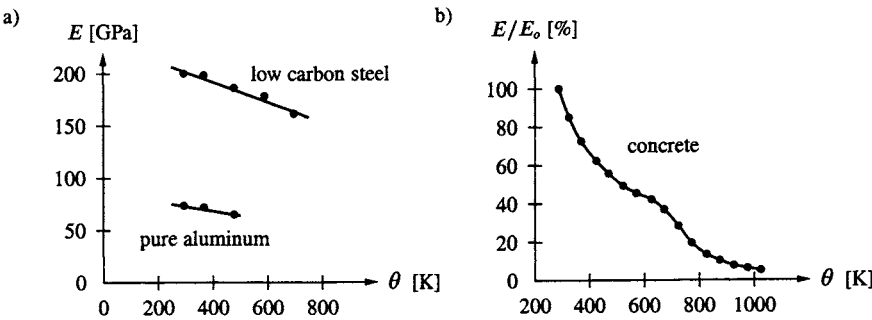 a)
E [GPa]
200
150
100
50
0
low carbon steel
pure aluminum
0 200 400 600 800
θ [K]
b)
E/Eₒ [%]
100
80
60
40
20
0
concrete
200 400 600 800 1000
θ [K]